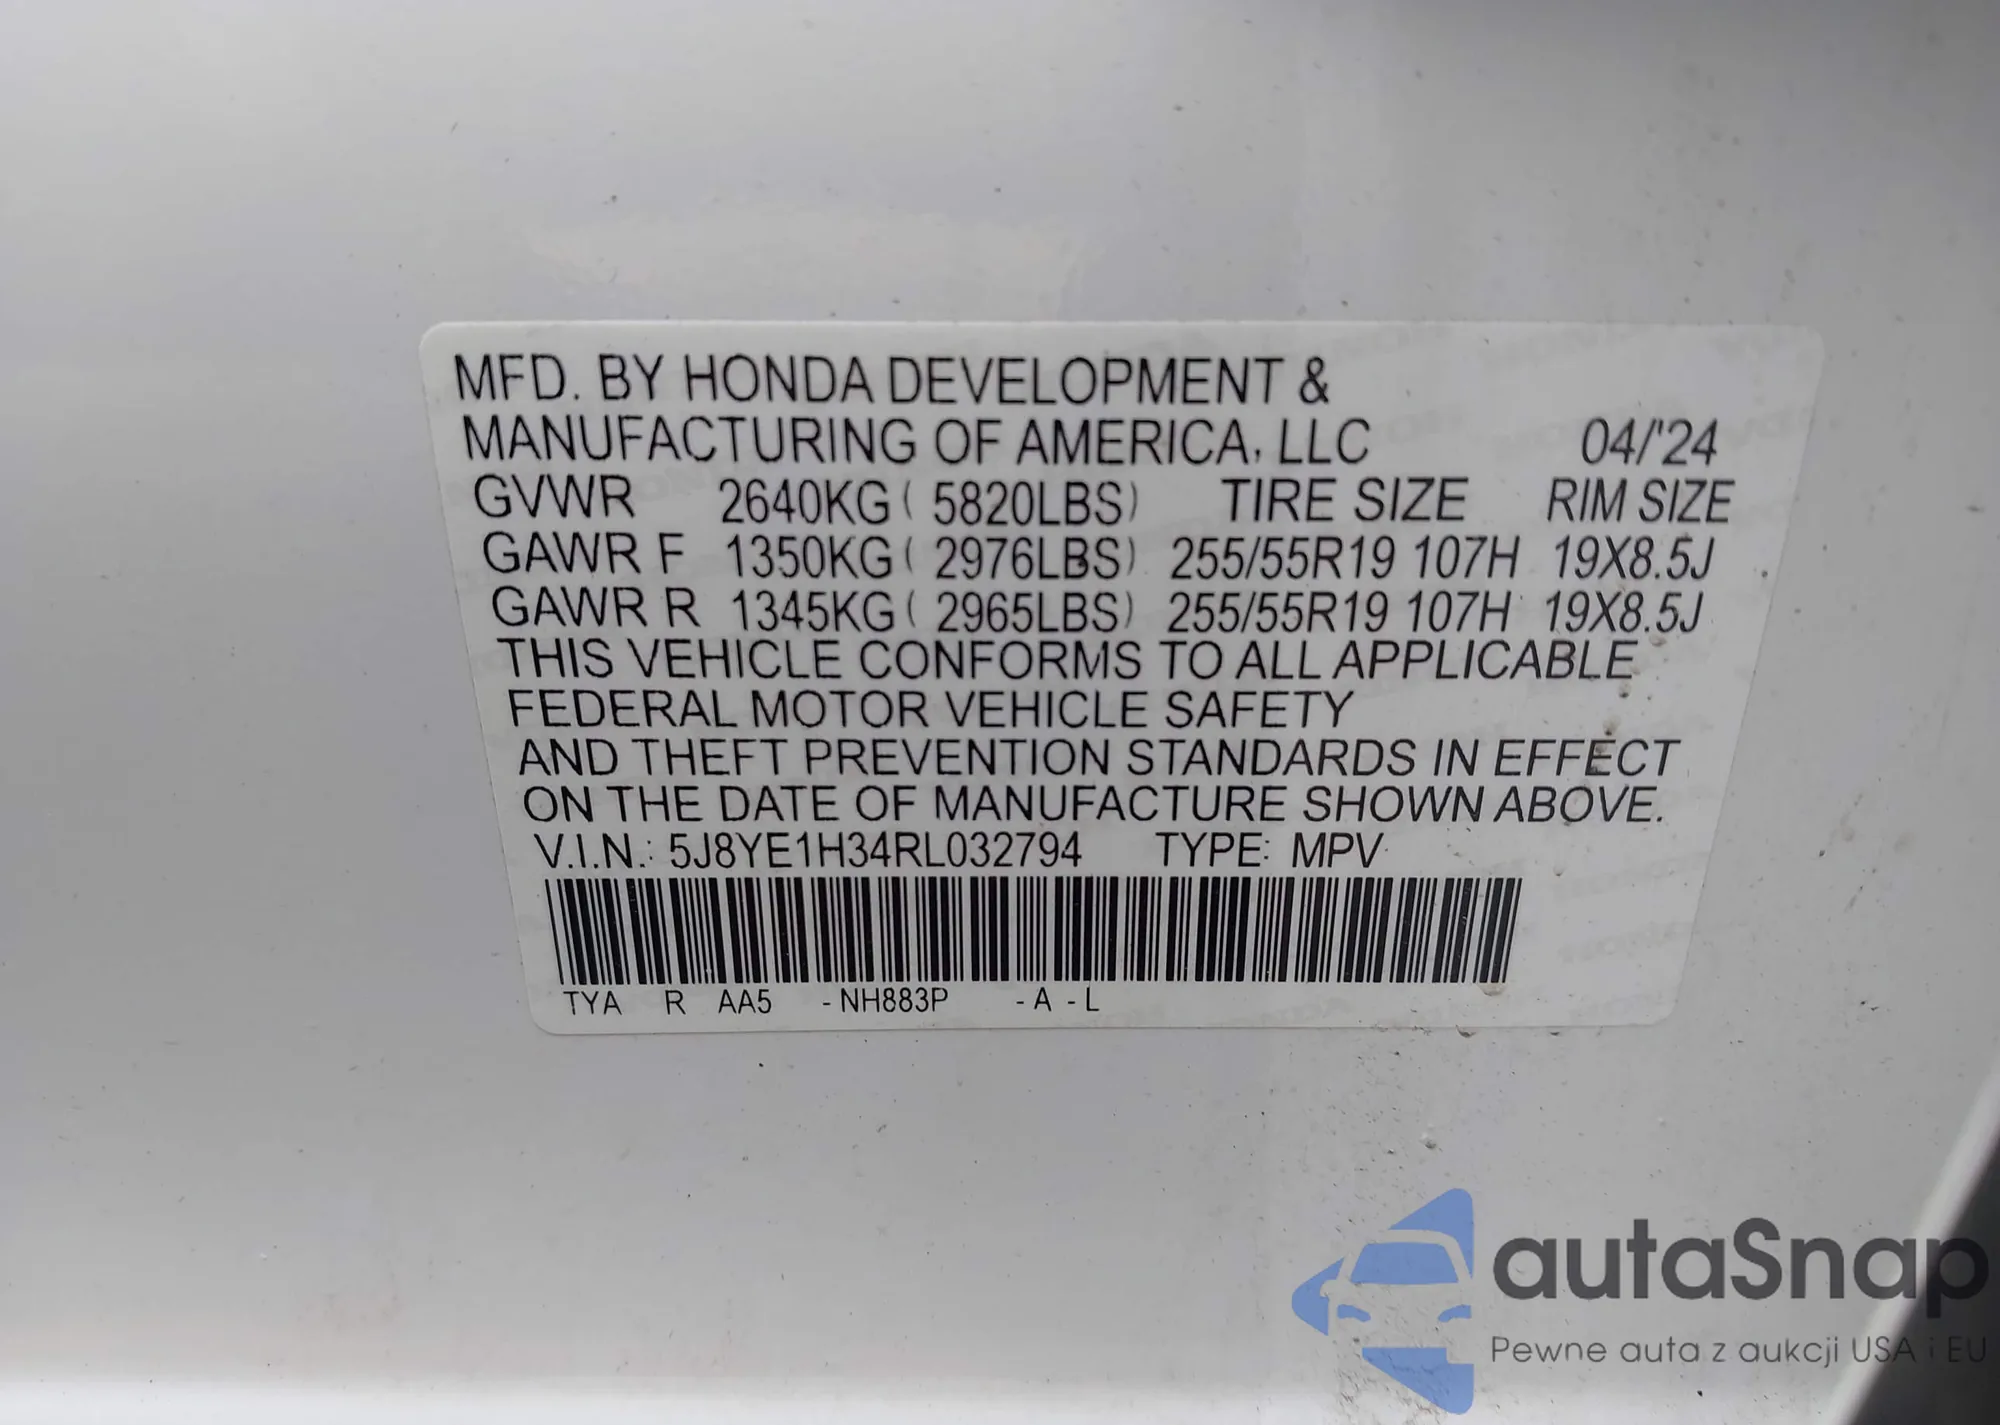 MFD. BY HONDA DEVELOPMENT &
MANUFACTURING OF AMERICA, LLC 04/'24
GVWR 2640KG ( 5820LBS) TIRE SIZE RIM SIZE
GAWR F 1350KG ( 2976LBS) 255/55R19 107H 19X8.5J
GAWR R 1345KG ( 2965LBS) 255/55R19 107H 19X8.5J
THIS VEHICLE CONFORMS TO ALL APPLICABLE
FEDERAL MOTOR VEHICLE SAFETY
AND THEFT PREVENTION STANDARDS IN EFFECT
ON THE DATE OF MANUFACTURE SHOWN ABOVE.
V.I.N.: 5J8YE1H34RL032794 TYPE: MPV
TYA R AA5 -NH883P -A -L
autaSnap
Pewne auta z aukcji USA i EU